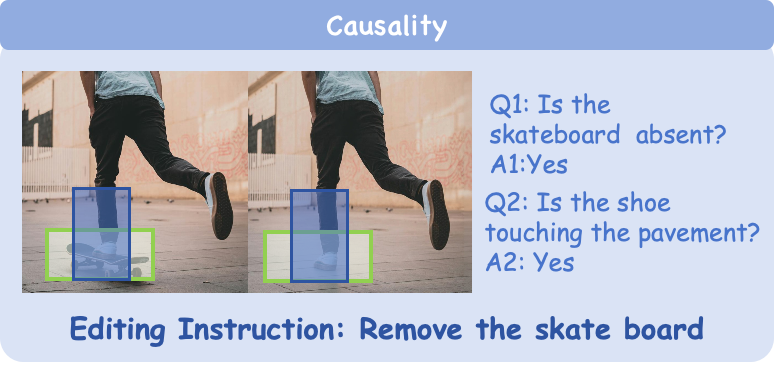 Causality
Q1: Is the
skateboard absent?
A1:Yes
Q2: Is the shoe
touching the pavement?
A2: Yes
Editing Instruction: Remove the skate board